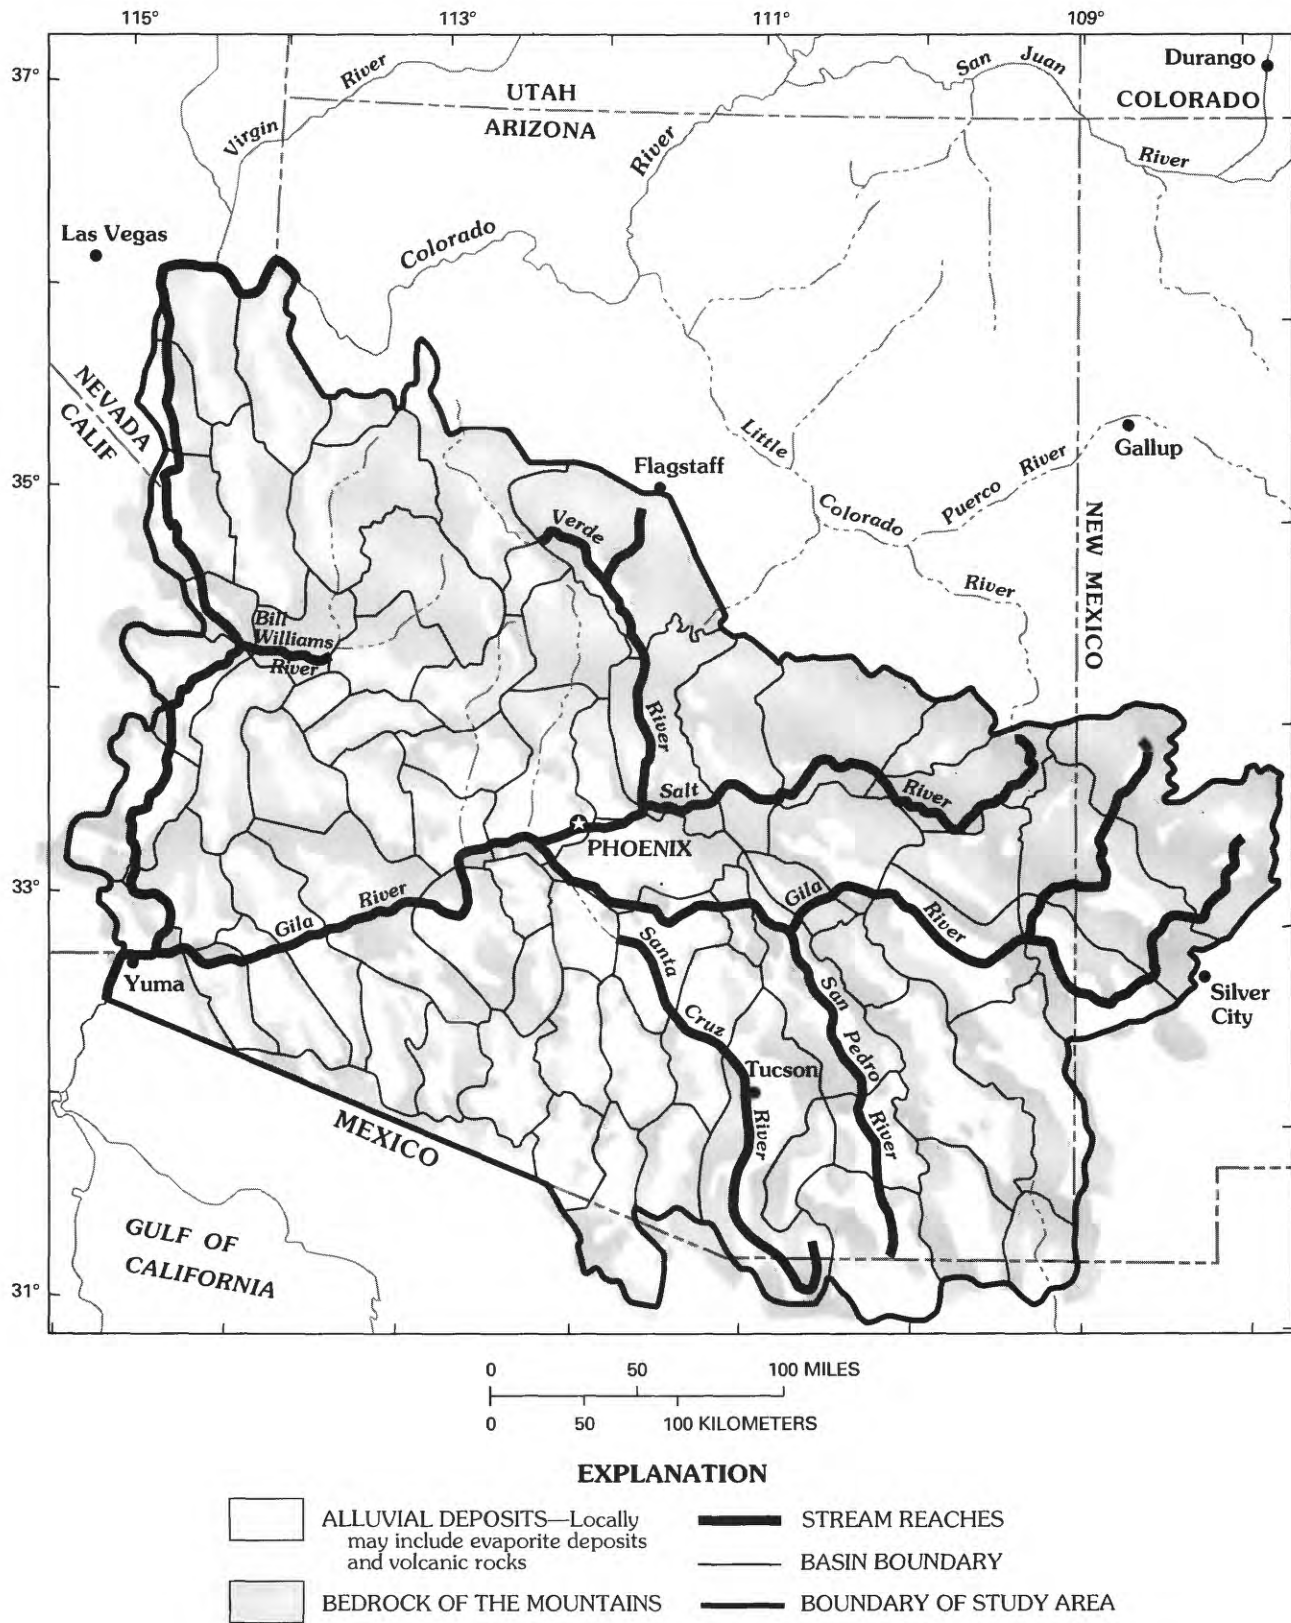 115°
113°
111°
109°
37°
35°
33°
31°
Virgin
River
UTAH
ARIZONA
River
San
Juan
Durango
COLORADO
River
Las Vegas
Colorado
NEVADA
CALIF
Little
Colorado
Puerco
River
Gallup
Flagstaff
Verde
River
River
NEW MEXICO
Bill
Williams
River
Salt
River
PHOENIX
Gila
River
Gila
River
Yuma
Santa
Cruz
River
San
Pedro
River
Tucson
Silver
City
MEXICO
GULF OF
CALIFORNIA
0 50 100 MILES
0 50 100 KILOMETERS
EXPLANATION
ALLUVIAL DEPOSITS—Locally
may include evaporite deposits
and volcanic rocks
BEDROCK OF THE MOUNTAINS
STREAM REACHES
BASIN BOUNDARY
BOUNDARY OF STUDY AREA